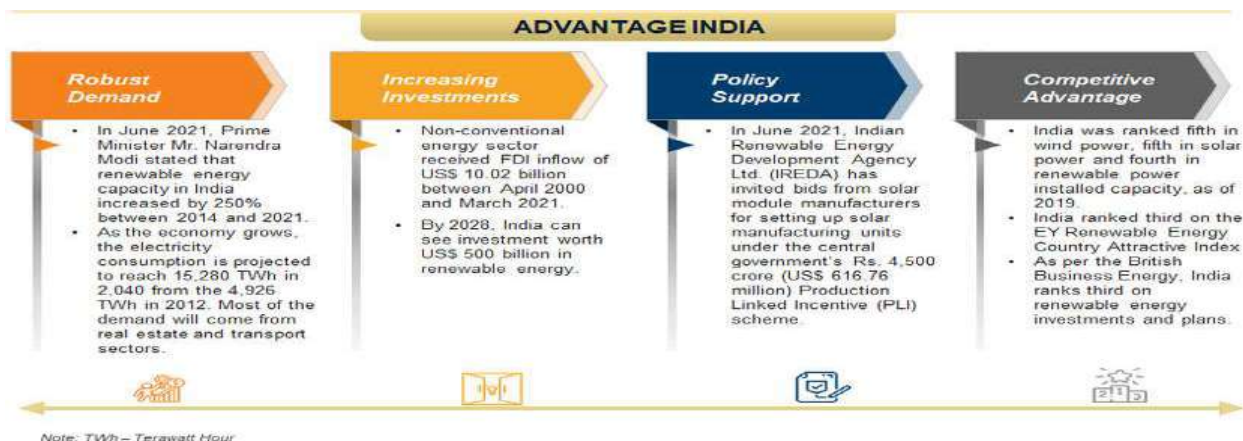 ADVANTAGE INDIA
Robust
Demand
• In June 2021, Prime
Minister Mr. Narendra
Modi stated that
renewable energy
capacity in India
increased by 250%
between 2014 and 2021.
• As the economy grows,
the electricity
consumption is projected
to reach 15,280 TWh in
2,040 from the 4,926
TWh in 2012. Most of the
demand will come from
real estate and transport
sectors.
Increasing
Investments
• Non-conventional
energy sector
received FDI inflow of
US$ 10.02 billion
between April 2000
and March 2021.
• By 2028, India can
see investment worth
US$ 500 billion in
renewable energy.
Policy
Support
• In June 2021, Indian
Renewable Energy
Development Agency
Ltd. (IREDA) has
invited bids from solar
module manufacturers
for setting up solar
manufacturing units
under the central
government's Rs. 4,500
crore (US$ 616.76
million) Production
Linked Incentive (PLI)
scheme.
Competitive
Advantage
• India was ranked fifth in
wind power, fifth in solar
power and fourth in
renewable power
installed capacity, as of
2019.
• India ranked third on the
EY Renewable Energy
Country Attractive Index
• As per the British
Business Energy, India
ranks third on
renewable energy
investments and plans.
2 1 3
Note: TWh – Terawatt Hour